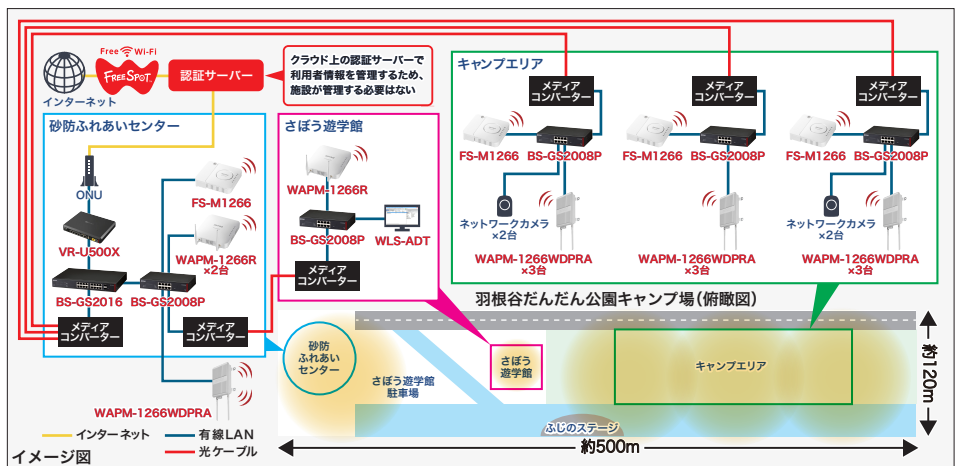 Free Wi-Fi
FREESPOT
認証サーバー
インターネット
クラウド上の認証サーバーで
利用者情報を管理するため、
施設が管理する必要はない
砂防ふれあいセンター
ONU
VR-U500X
BS-GS2016
BS-GS2008P
FS-M1266
WAPM-1266R
×2台
メディア
コンバーター
メディア
コンバーター
WAPM-1266WDPRA
さぼう遊学館
WAPM-1266R
BS-GS2008P
WLS-ADT
メディア
コンバーター
キャンプエリア
メディア
コンバーター
FS-M1266
BS-GS2008P
ネットワークカメラ
×2台
WAPM-1266WDPRA
×3台
メディア
コンバーター
FS-M1266
BS-GS2008P
WAPM-1266WDPRA
×3台
メディア
コンバーター
FS-M1266
BS-GS2008P
ネットワークカメラ
×2台
WAPM-1266WDPRA
×3台
羽根谷だんだん公園キャンプ場(俯瞰図)
砂防
ふれあい
センター
さぼう遊学館
駐車場
さぼう
遊学館
キャンプエリア
ふじのステージ
約500m
約120m
インターネット
有線LAN
光ケーブル
イメージ図